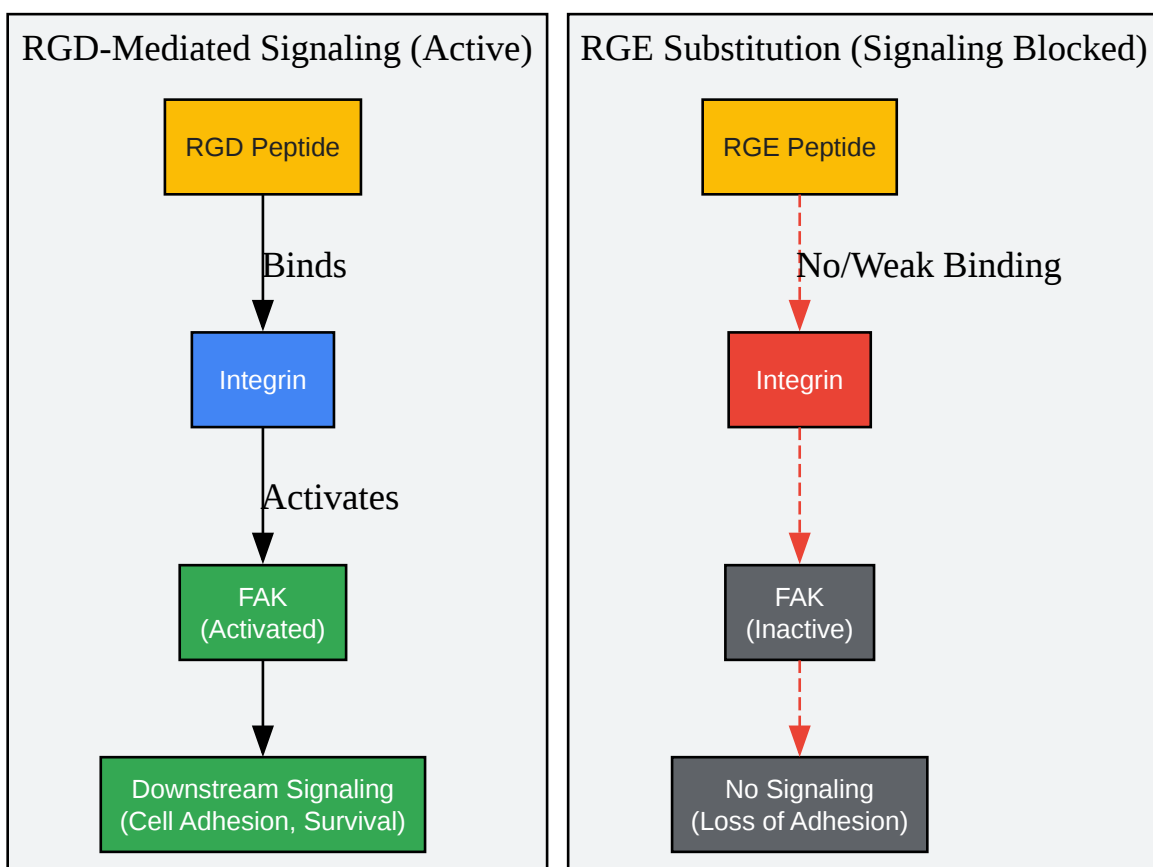 RGD-Mediated Signaling (Active)
RGD Peptide
Binds
Integrin
Activates
FAK
(Activated)
Downstream Signaling
(Cell Adhesion, Survival)
RGE Substitution (Signaling Blocked)
RGE Peptide
No/Weak Binding
Integrin
FAK
(Inactive)
No Signaling
(Loss of Adhesion)